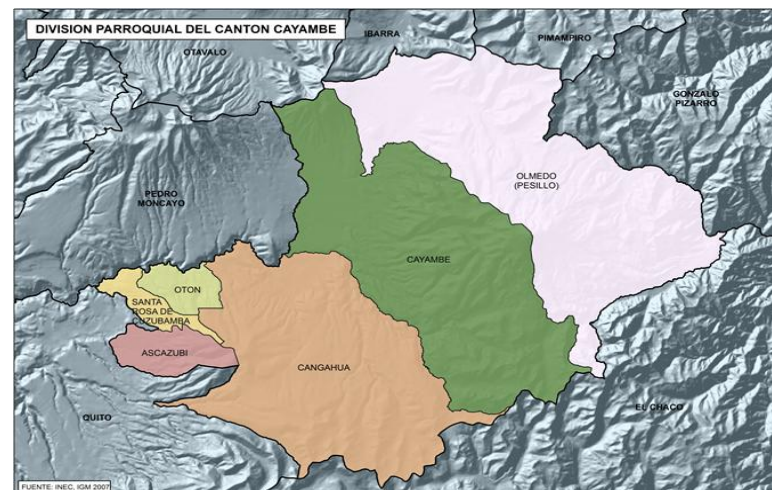 DIVISION PARROQUIAL DEL CANTON CAYAMBE
IBARRA
PIMAMPIRO
OTAVALO
GONZALO
PIZARRO
OLMEDO
(PESILLO)
PEDRO
MONCAYO
CAYAMBE
OTON
SANTA
ROSA DE
CUZUBAMBA
ASCAZUBI
CANGAHUA
EL CHACO
QUITO
FUENTE: INEC, IGM 2007